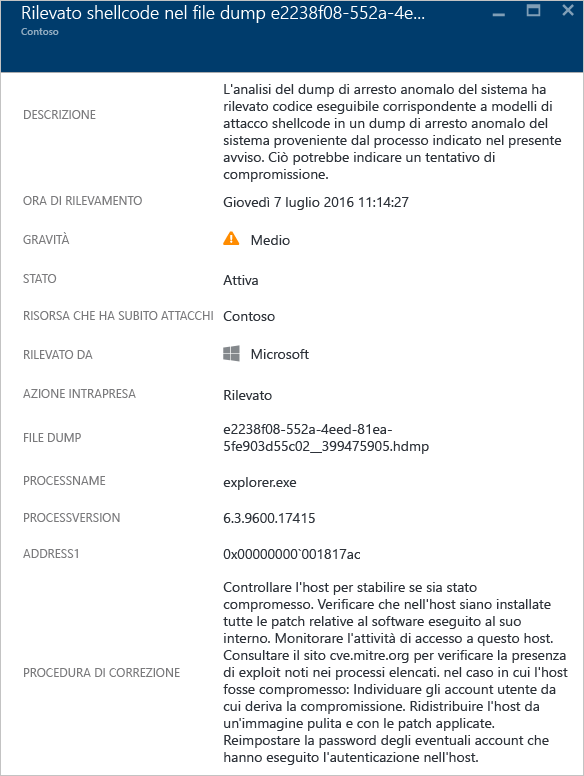 Rilevato shellcode nel file dump e2238f08-552a-4e...
Contoso
DESCRIZIONE
L'analisi del dump di arresto anomalo del sistema ha
rilevato codice eseguibile corrispondente a modelli di
attacco shellcode in un dump di arresto anomalo del
sistema proveniente dal processo indicato nel presente
avviso. Ciò potrebbe indicare un tentativo di
compromissione.
ORA DI RILEVAMENTO
Giovedì 7 luglio 2016 11:14:27
GRAVITÀ
Medio
STATO
Attiva
RISORSA CHE HA SUBITO ATTACCHI
Contoso
RILEVATO DA
Microsoft
AZIONE INTRAPRESA
Rilevato
FILE DUMP
e2238f08-552a-4eed-81ea-
5fe903d55c02__399475905.hdmp
PROCESSNAME
explorer.exe
PROCESSVERSION
6.3.9600.17415
ADDRESS1
0x00000000`001817ac
PROCEDURA DI CORREZIONE
Controllare l'host per stabilire se sia stato
compromesso. Verificare che nell'host siano installate
tutte le patch relative al software eseguito al suo
interno. Monitorare l'attività di accesso a questo host.
Consultare il sito cve.mitre.org per verificare la presenza
di exploit noti nei processi elencati. nel caso in cui l'host
fosse compromesso: Individuare gli account utente da
cui deriva la compromissione. Ridistribuire l'host da
un'immagine pulita e con le patch applicate.
Reimpostare la password degli eventuali account che
hanno eseguito l'autenticazione nell'host.